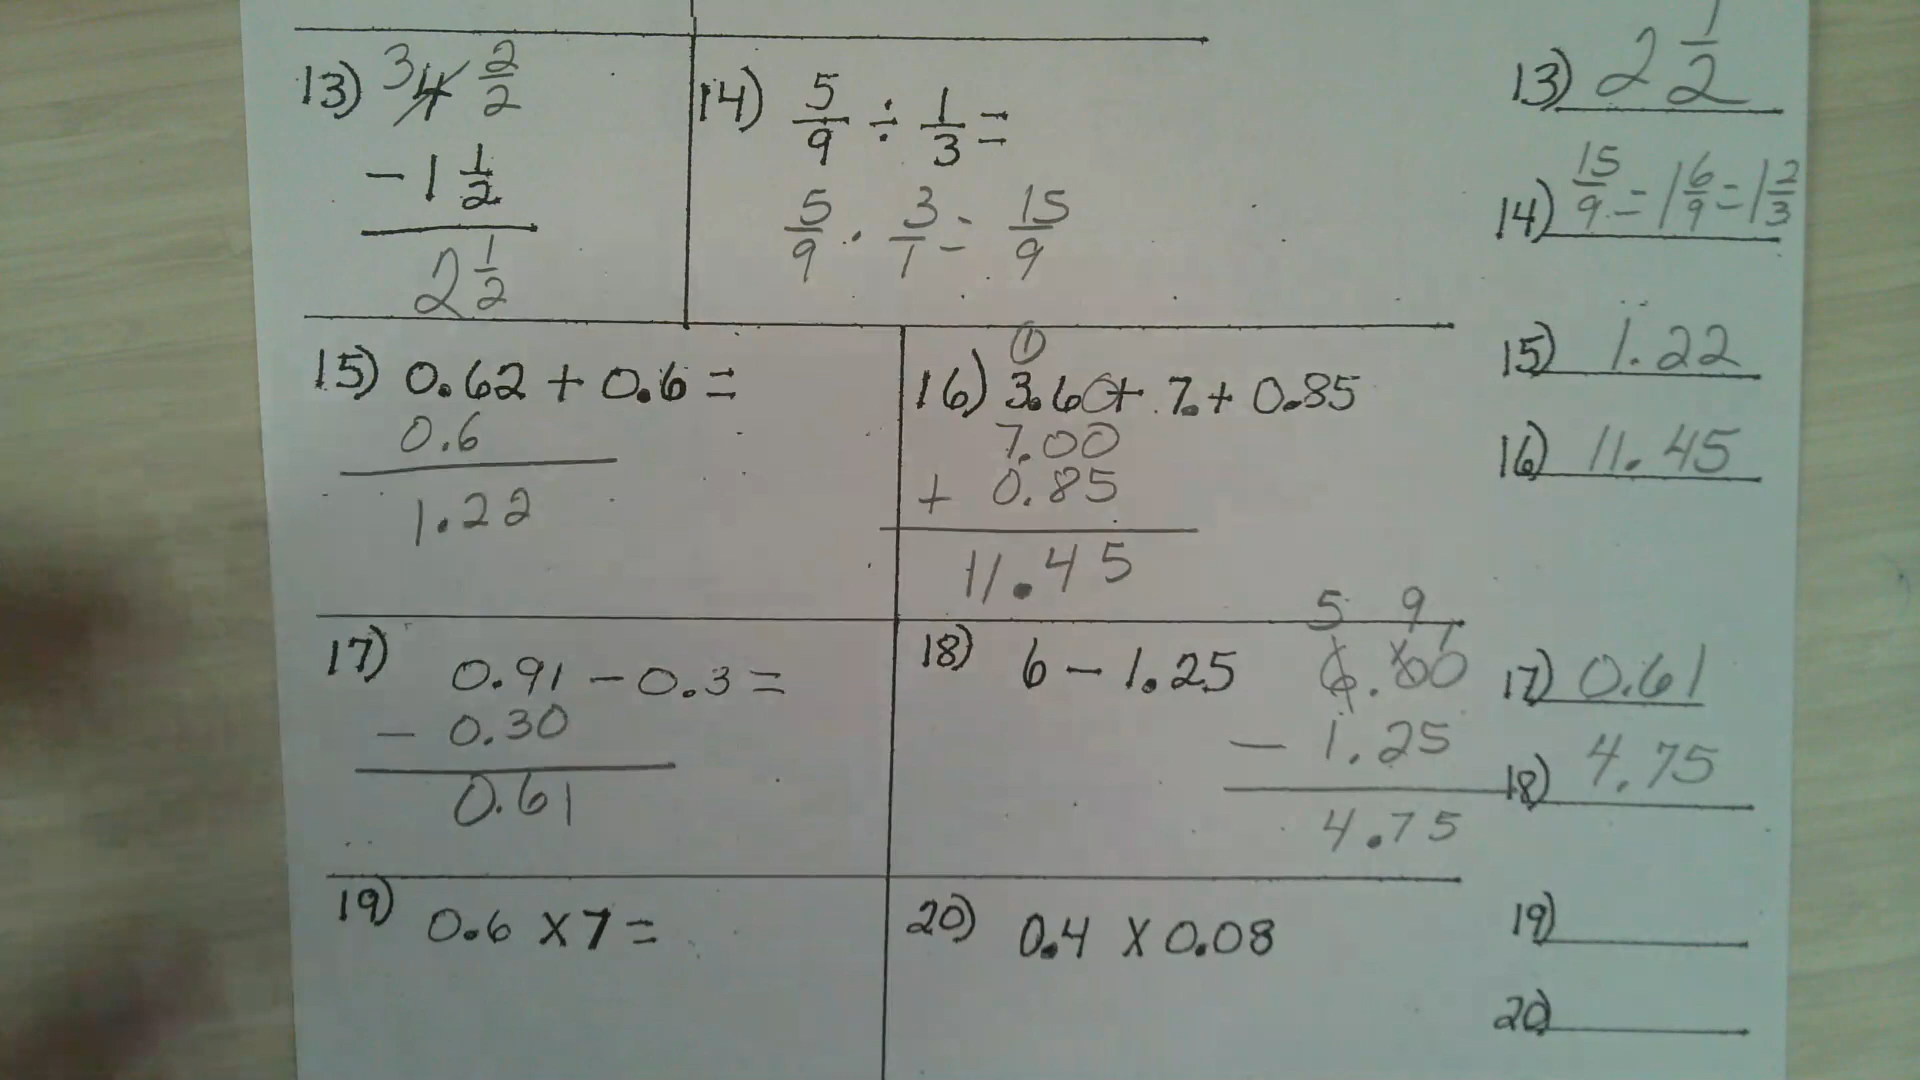 13) 3 4 2/2
- 1 1/2
2 1/2
14) 5/9 ÷ 1/3 =
5/9 · 3/1 = 15/9
15) 0.62 + 0.6 =
0.6
1.22
1
16) 3.60 + 7. + 0.85
7.00
+ 0.85
11.45
17) 0.91 - 0.3 =
- 0.30
0.61
18) 6 - 1.25
5 9
6.00
- 1.25
4.75
19) 0.6 x 7 =
20) 0.4 x 0.08
13) 2 1/2
14) 15/9 = 1 6/9 = 1 2/3
15) 1.22
16) 11.45
17) 0.61
18) 4.75
19)
20)